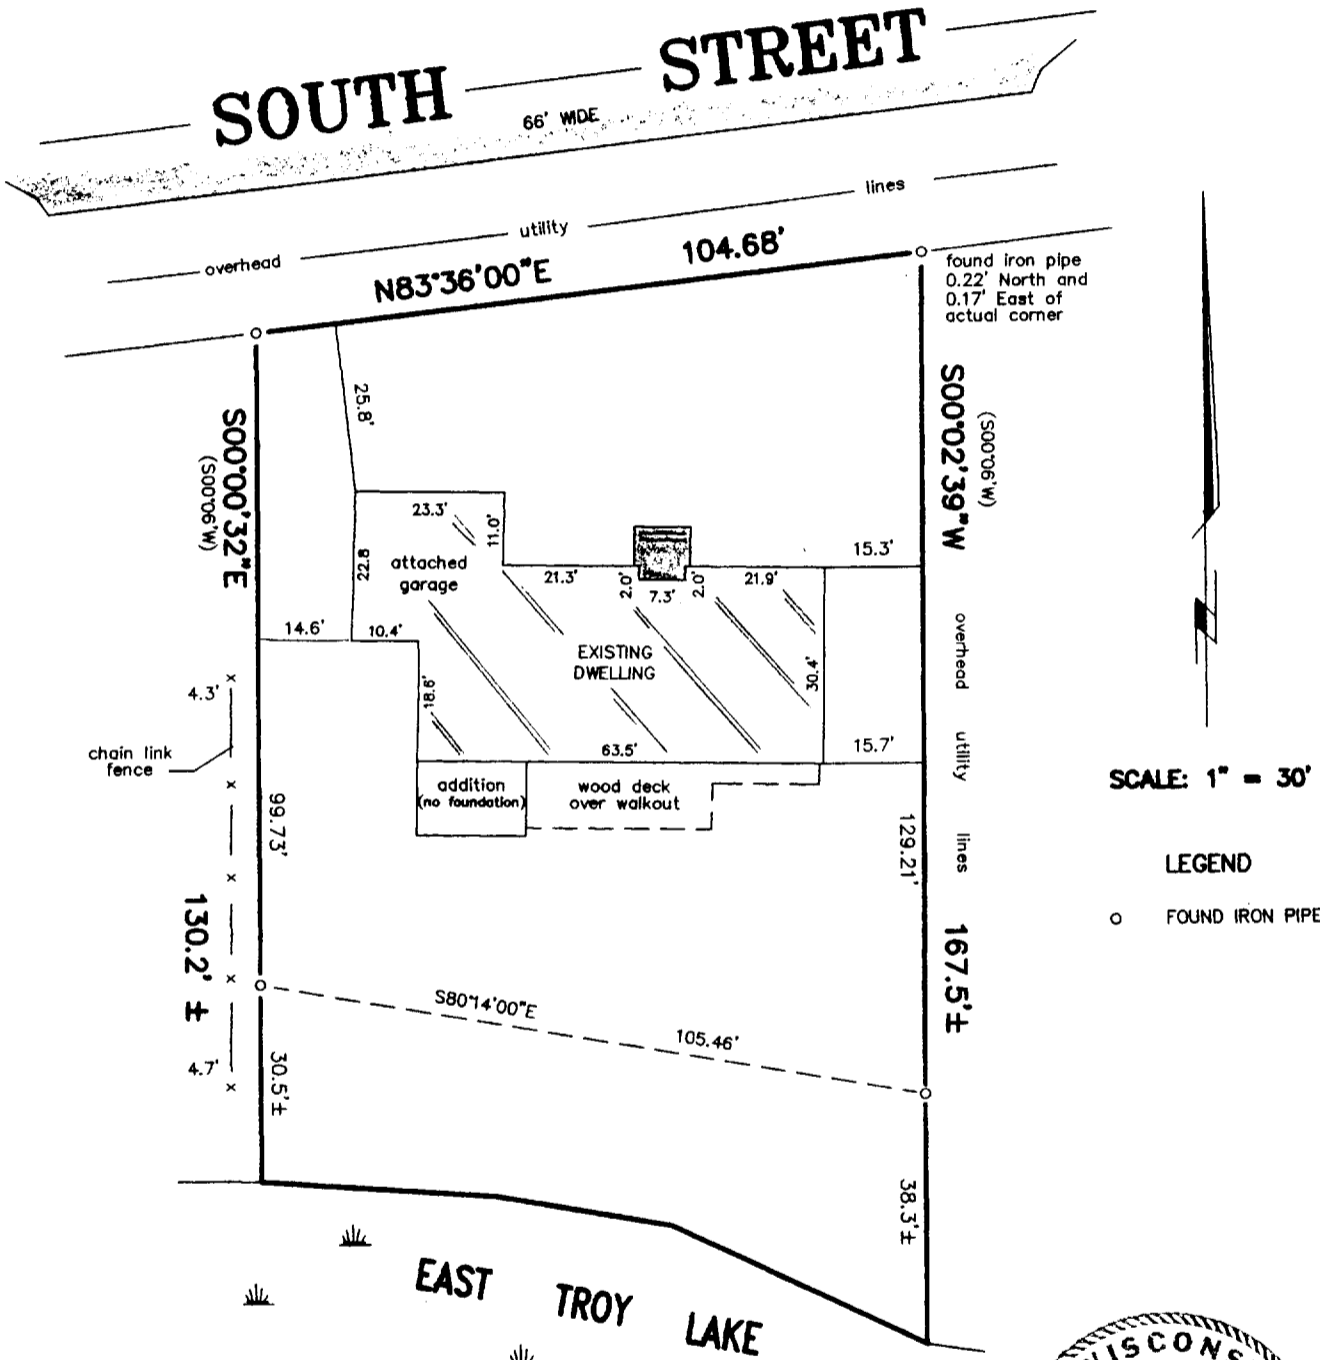 SOUTH STREET
66' WIDE
overhead utility lines
N83°36'00"E 104.68'
found iron pipe
0.22' North and
0.17' East of
actual corner
25.8'
S00°00'32"E
(S00°06'W)
S00°02'39"W
(S00°06'W)
23.3'
11.0'
22.8
attached
garage
21.3'
2.0'
7.3'
2.0'
21.9'
15.3'
14.6'
10.4'
18.6'
EXISTING
DWELLING
30.4'
63.5'
15.7'
overhead utility lines
4.3'
chain link
fence
addition
(no foundation)
wood deck
over walkout
99.73'
129.21'
130.2' ±
167.5'±
S80°14'00"E
105.46'
4.7'
30.5'±
38.3'±
EAST TROY LAKE
SCALE: 1" = 30'
LEGEND
FOUND IRON PIPE